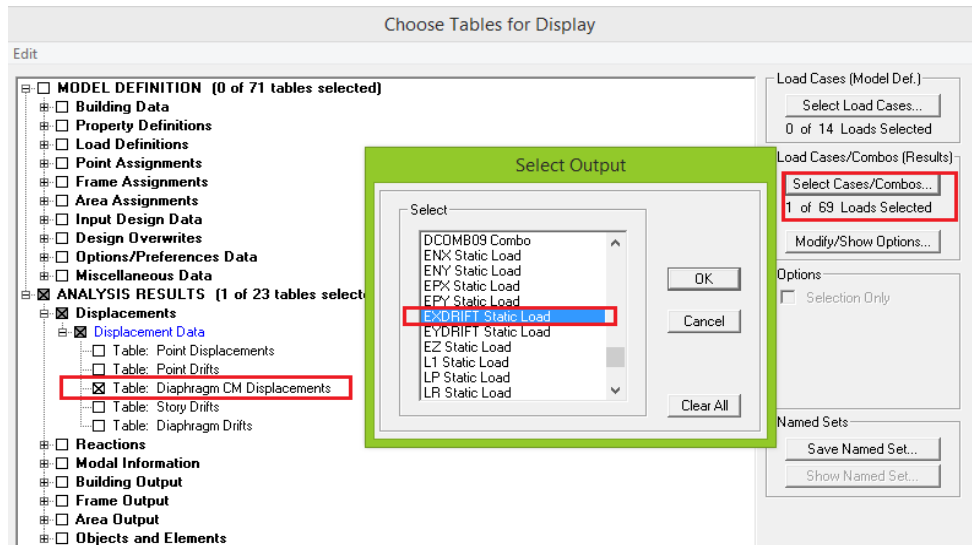 Choose Tables for Display
Edit
MODEL DEFINITION (0 of 71 tables selected)
Building Data
Property Definitions
Load Definitions
Point Assignments
Frame Assignments
Area Assignments
Input Design Data
Design Overwrites
Options/Preferences Data
Miscellaneous Data
ANALYSIS RESULTS (1 of 23 tables selecte
Displacements
Displacement Data
Table: Point Displacements
Table: Point Drifts
Table: Diaphragm CM Displacements
Table: Story Drifts
Table: Diaphragm Drifts
Reactions
Modal Information
Building Output
Frame Output
Area Output
Objects and Elements
Select Output
Select
DCOMB09 Combo
ENX Static Load
ENY Static Load
EPX Static Load
EPY Static Load
EXDRIFT Static Load
EYDRIFT Static Load
EZ Static Load
L1 Static Load
LP Static Load
LR Static Load
OK
Cancel
Clear All
Load Cases (Model Def.)
Select Load Cases...
0 of 14 Loads Selected
Load Cases/Combos (Results)
Select Cases/Combos...
1 of 69 Loads Selected
Modify/Show Options...
Options
Selection Only
Named Sets
Save Named Set...
Show Named Set...